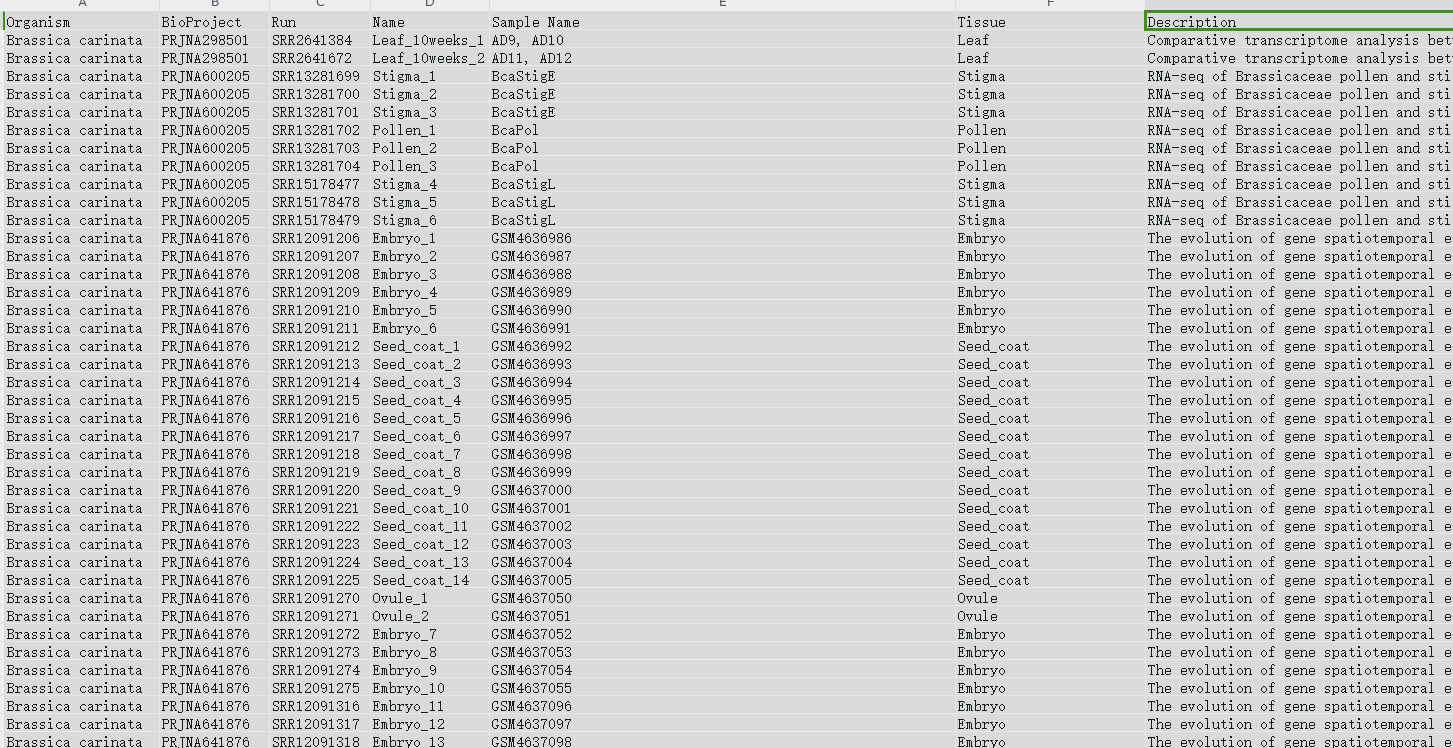 A B C D E F
Organism BioProject Run Name Sample Name Tissue Description
Brassica carinata PRJNA298501 SRR2641384 Leaf_10weeks_1 AD9, AD10 Leaf Comparative transcriptome analysis bet
Brassica carinata PRJNA298501 SRR2641672 Leaf_10weeks_2 AD11, AD12 Leaf Comparative transcriptome analysis bet
Brassica carinata PRJNA600205 SRR13281699 Stigma_1 BcaStigE Stigma RNA-seq of Brassicaceae pollen and sti
Brassica carinata PRJNA600205 SRR13281700 Stigma_2 BcaStigE Stigma RNA-seq of Brassicaceae pollen and sti
Brassica carinata PRJNA600205 SRR13281701 Stigma_3 BcaStigE Stigma RNA-seq of Brassicaceae pollen and sti
Brassica carinata PRJNA600205 SRR13281702 Pollen_1 BcaPol Pollen RNA-seq of Brassicaceae pollen and sti
Brassica carinata PRJNA600205 SRR13281703 Pollen_2 BcaPol Pollen RNA-seq of Brassicaceae pollen and sti
Brassica carinata PRJNA600205 SRR13281704 Pollen_3 BcaPol Pollen RNA-seq of Brassicaceae pollen and sti
Brassica carinata PRJNA600205 SRR15178477 Stigma_4 BcaStigL Stigma RNA-seq of Brassicaceae pollen and sti
Brassica carinata PRJNA600205 SRR15178478 Stigma_5 BcaStigL Stigma RNA-seq of Brassicaceae pollen and sti
Brassica carinata PRJNA600205 SRR15178479 Stigma_6 BcaStigL Stigma RNA-seq of Brassicaceae pollen and sti
Brassica carinata PRJNA641876 SRR12091206 Embryo_1 GSM4636986 Embryo The evolution of gene spatiotemporal e
Brassica carinata PRJNA641876 SRR12091207 Embryo_2 GSM4636987 Embryo The evolution of gene spatiotemporal e
Brassica carinata PRJNA641876 SRR12091208 Embryo_3 GSM4636988 Embryo The evolution of gene spatiotemporal e
Brassica carinata PRJNA641876 SRR12091209 Embryo_4 GSM4636989 Embryo The evolution of gene spatiotemporal e
Brassica carinata PRJNA641876 SRR12091210 Embryo_5 GSM4636990 Embryo The evolution of gene spatiotemporal e
Brassica carinata PRJNA641876 SRR12091211 Embryo_6 GSM4636991 Embryo The evolution of gene spatiotemporal e
Brassica carinata PRJNA641876 SRR12091212 Seed_coat_1 GSM4636992 Seed_coat The evolution of gene spatiotemporal e
Brassica carinata PRJNA641876 SRR12091213 Seed_coat_2 GSM4636993 Seed_coat The evolution of gene spatiotemporal e
Brassica carinata PRJNA641876 SRR12091214 Seed_coat_3 GSM4636994 Seed_coat The evolution of gene spatiotemporal e
Brassica carinata PRJNA641876 SRR12091215 Seed_coat_4 GSM4636995 Seed_coat The evolution of gene spatiotemporal e
Brassica carinata PRJNA641876 SRR12091216 Seed_coat_5 GSM4636996 Seed_coat The evolution of gene spatiotemporal e
Brassica carinata PRJNA641876 SRR12091217 Seed_coat_6 GSM4636997 Seed_coat The evolution of gene spatiotemporal e
Brassica carinata PRJNA641876 SRR12091218 Seed_coat_7 GSM4636998 Seed_coat The evolution of gene spatiotemporal e
Brassica carinata PRJNA641876 SRR12091219 Seed_coat_8 GSM4636999 Seed_coat The evolution of gene spatiotemporal e
Brassica carinata PRJNA641876 SRR12091220 Seed_coat_9 GSM4637000 Seed_coat The evolution of gene spatiotemporal e
Brassica carinata PRJNA641876 SRR12091221 Seed_coat_10 GSM4637001 Seed_coat The evolution of gene spatiotemporal e
Brassica carinata PRJNA641876 SRR12091222 Seed_coat_11 GSM4637002 Seed_coat The evolution of gene spatiotemporal e
Brassica carinata PRJNA641876 SRR12091223 Seed_coat_12 GSM4637003 Seed_coat The evolution of gene spatiotemporal e
Brassica carinata PRJNA641876 SRR12091224 Seed_coat_13 GSM4637004 Seed_coat The evolution of gene spatiotemporal e
Brassica carinata PRJNA641876 SRR12091225 Seed_coat_14 GSM4637005 Seed_coat The evolution of gene spatiotemporal e
Brassica carinata PRJNA641876 SRR12091270 Ovule_1 GSM4637050 Ovule The evolution of gene spatiotemporal e
Brassica carinata PRJNA641876 SRR12091271 Ovule_2 GSM4637051 Ovule The evolution of gene spatiotemporal e
Brassica carinata PRJNA641876 SRR12091272 Embryo_7 GSM4637052 Embryo The evolution of gene spatiotemporal e
Brassica carinata PRJNA641876 SRR12091273 Embryo_8 GSM4637053 Embryo The evolution of gene spatiotemporal e
Brassica carinata PRJNA641876 SRR12091274 Embryo_9 GSM4637054 Embryo The evolution of gene spatiotemporal e
Brassica carinata PRJNA641876 SRR12091275 Embryo_10 GSM4637055 Embryo The evolution of gene spatiotemporal e
Brassica carinata PRJNA641876 SRR12091316 Embryo_11 GSM4637096 Embryo The evolution of gene spatiotemporal e
Brassica carinata PRJNA641876 SRR12091317 Embryo_12 GSM4637097 Embryo The evolution of gene spatiotemporal e
Brassica carinata PRJNA641876 SRR12091318 Embryo_13 GSM4637098 Embryo The evolution of gene spatiotemporal e